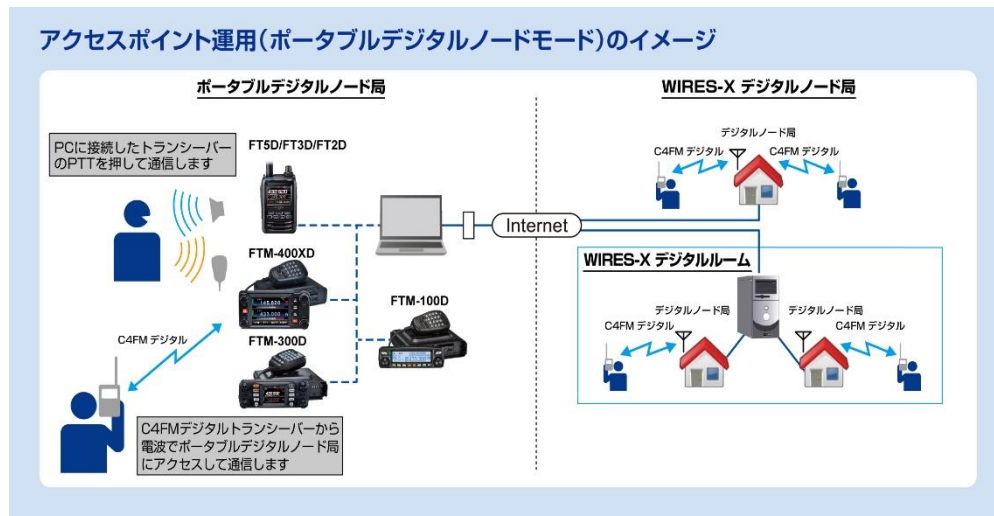 アクセスポイント運用(ポータブルデジタルノードモード)のイメージ
ポータブルデジタルノード局
PCに接続したトランシーバー
のPTTを押して通信します
FT5D/FT3D/FT2D
FTM-400XD
FTM-100D
C4FM デジタル
FTM-300D
C4FMデジタルトランシーバーから
電波でポータブルデジタルノード局
にアクセスして通信します
Internet
WIRES-X デジタルノード局
デジタルノード局
C4FM デジタル
C4FM デジタル
WIRES-X デジタルルーム
デジタルノード局
デジタルノード局
C4FM デジタル
C4FM デジタル